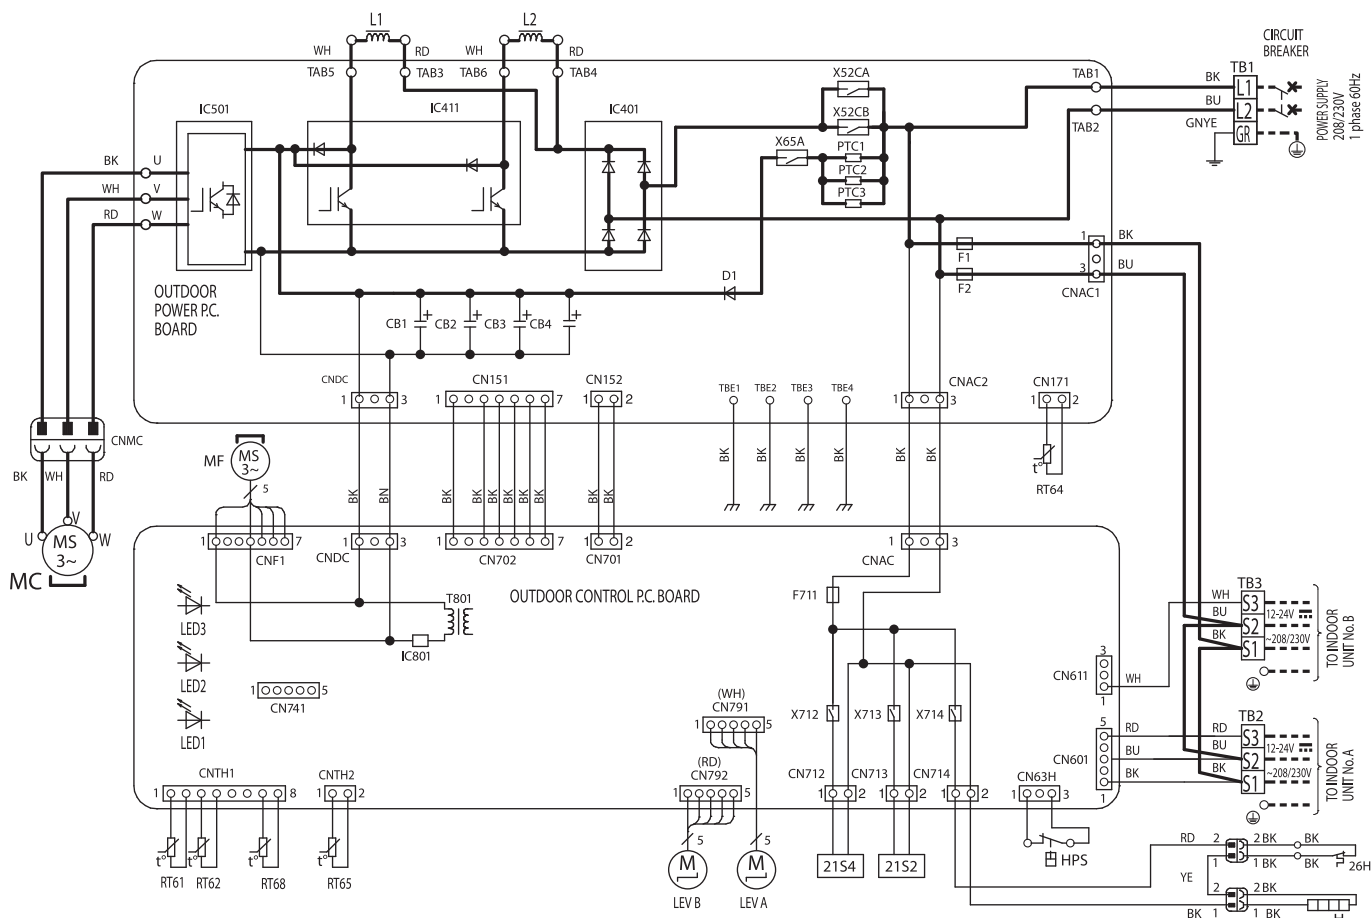 L1
L2
WH
RD
WH
RD
TAB5
TAB3
TAB6
TAB4
CIRCUIT
BREAKER
POWER SUPPLY
208/230V
1 phase 60Hz
TB1
L1
L2
GR
BK
BU
GNYE
TAB1
TAB2
X52CA
X52CB
X65A
PTC1
PTC2
PTC3
IC501
IC411
IC401
BK
U
WH
V
RD
W
F1
F2
1
3
BK
BU
CNAC1
D1
OUTDOOR
POWER P.C.
BOARD
CB1
+
CB2
+
CB3
+
CB4
+
CNDC
1
3
CN151
1
7
CN152
1
2
TBE1
TBE2
TBE3
TBE4
CNAC2
1
3
CN171
1
2
t°
RT64
CNMC
BK
WH
RD
U
V
W
MS
3~
MC
MF
MS
3~
5
BK
BN
BK
BK
BK
BK
BK
BK
BK
BK
BK
BK
BK
BK
BK
BK
1
7
CNF1
CNDC
1
3
1
7
CN702
1
2
CN701
CNAC
1
3
T801
IC801
OUTDOOR CONTROL P.C. BOARD
F711
LED3
LED2
LED1
1
5
CN741
(WH)
CN791
1
5
(RD)
CN792
1
5
X712
X713
X714
CN712
1
2
CN713
1
2
CN714
1
2
CN611
3
1
WH
CN601
5
1
RD
BU
BK
CN63H
1
3
HPS
TB3
S3
S2
S1
WH
BU
BK
12-24V
~208/230V
TO INDOOR
UNIT No.B
TB2
S3
S2
S1
RD
BU
BK
12-24V
~208/230V
TO INDOOR
UNIT No.A
CNTH1
1
8
CNTH2
1
2
t°
RT61
t°
RT62
t°
RT68
t°
RT65
5
M
LEV B
5
M
LEV A
21S4
21S2
RD
2
2
BK
BK
1
1
BK
BK
26H
YE
2
2
BK
BK
1
1
BK
H